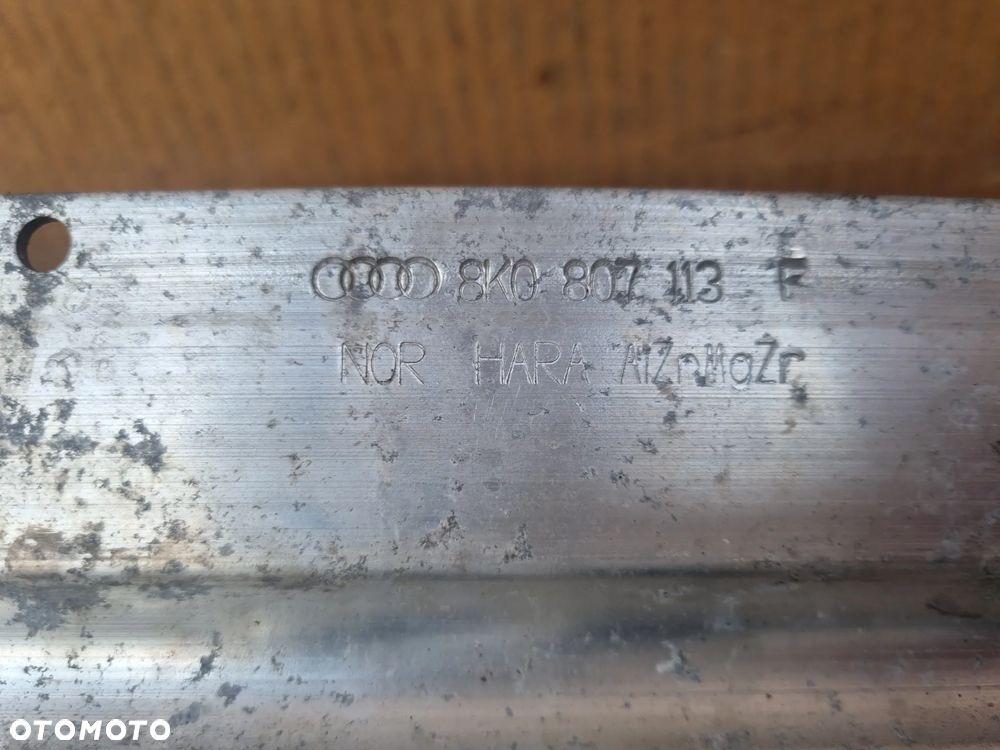 8K0 807 113 F
NOR HARA AlZnMgZr
OTOMOTO